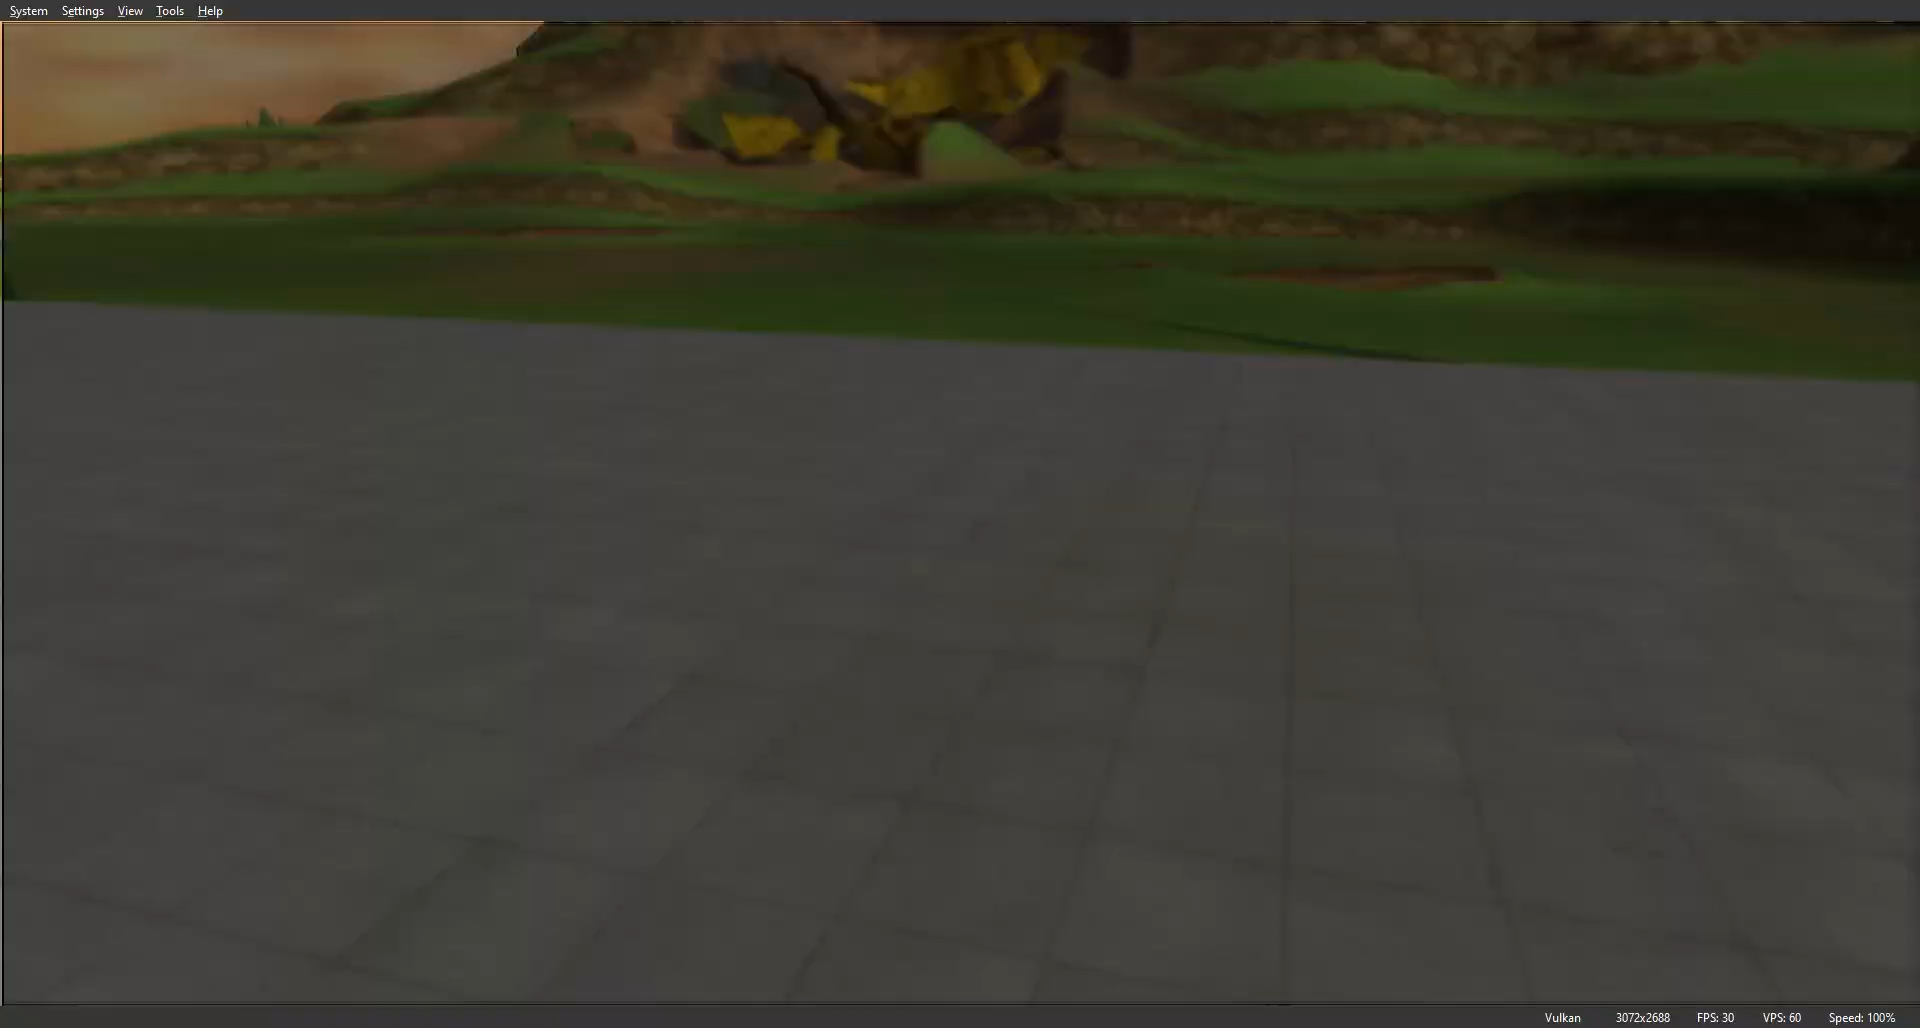 System Settings View Tools Help
Vulkan 3072x2688 FPS: 30 VPS: 60 Speed: 100%